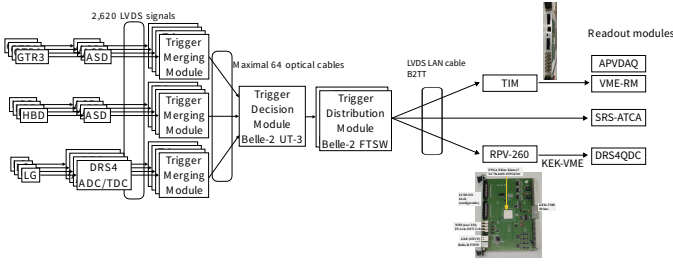 2,620 LVDS signals
GTR3
ASD
Trigger
Merging
Module
HBD
ASD
Trigger
Merging
Module
LG
DRS4
ADC/TDC
Trigger
Merging
Module
Maximal 64 optical cables
Trigger
Decision
Module
Belle-2 UT-3
Trigger
Distribution
Module
Belle-2 FTSW
LVDS LAN cable
B2TT
TIM
RPV-260
KEK-VME
Readout modules
APVDAQ
VME-RM
SRS-ATCA
DRS4QDC